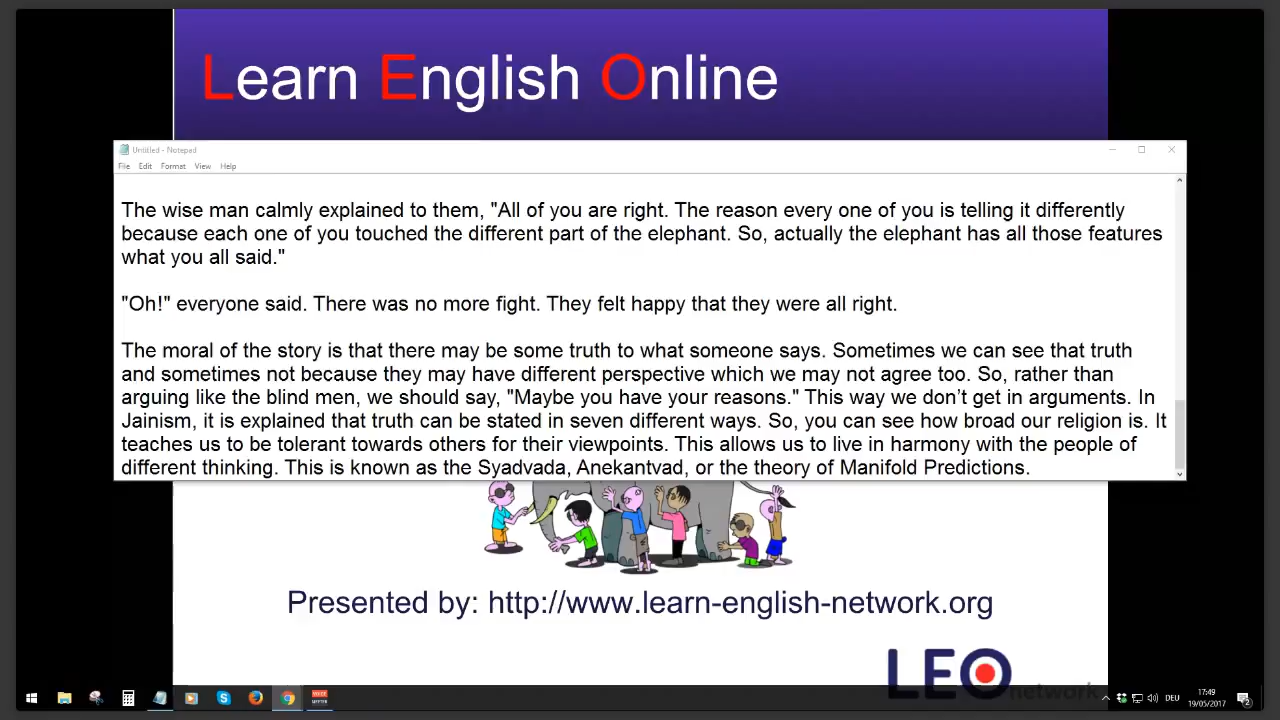 Learn English Online
Untitled - Notepad
File Edit Format View Help
The wise man calmly explained to them, "All of you are right. The reason every one of you is telling it differently
because each one of you touched the different part of the elephant. So, actually the elephant has all those features
what you all said."
"Oh!" everyone said. There was no more fight. They felt happy that they were all right.
The moral of the story is that there may be some truth to what someone says. Sometimes we can see that truth
and sometimes not because they may have different perspective which we may not agree too. So, rather than
arguing like the blind men, we should say, "Maybe you have your reasons." This way we don’t get in arguments. In
Jainism, it is explained that truth can be stated in seven different ways. So, you can see how broad our religion is. It
teaches us to be tolerant towards others for their viewpoints. This allows us to live in harmony with the people of
different thinking. This is known as the Syadvada, Anekantvad, or the theory of Manifold Predictions.
Presented by: http://www.learn-english-network.org
LEO
network
DEU
17:49
19/05/2017
2